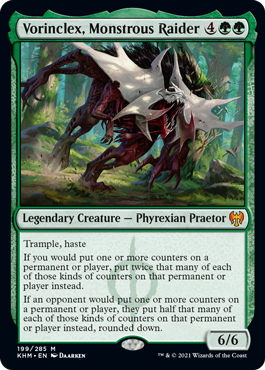 Vorinclex, Monstrous Raider 4
Legendary Creature — Phyrexian Praetor
Trample, haste
If you would put one or more counters on a
permanent or player, put twice that many of each
of those kinds of counters on that permanent or
player instead.
If an opponent would put one or more counters on
a permanent or player, they put half that many of
each of those kinds of counters on that permanent
or player instead, rounded down.
6/6
199/285 M
KHM • EN Daarken
™ & © 2021 Wizards of the Coast